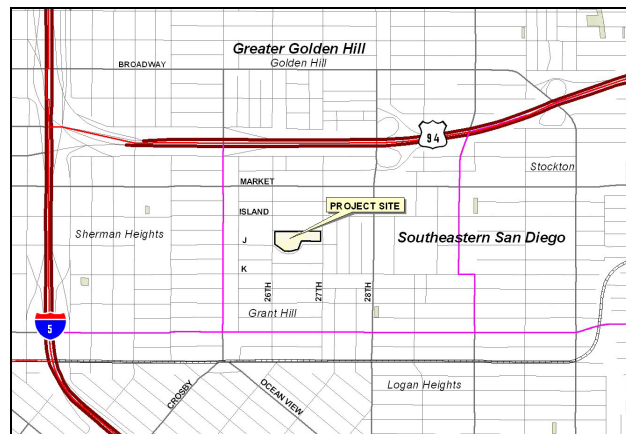 Greater Golden Hill
Golden Hill
BROADWAY
94
Stockton
MARKET
PROJECT SITE
ISLAND
Sherman Heights
J
Southeastern San Diego
K
26TH
27TH
28TH
Grant Hill
5
Logan Heights
CROSBY
OCEAN VIEW